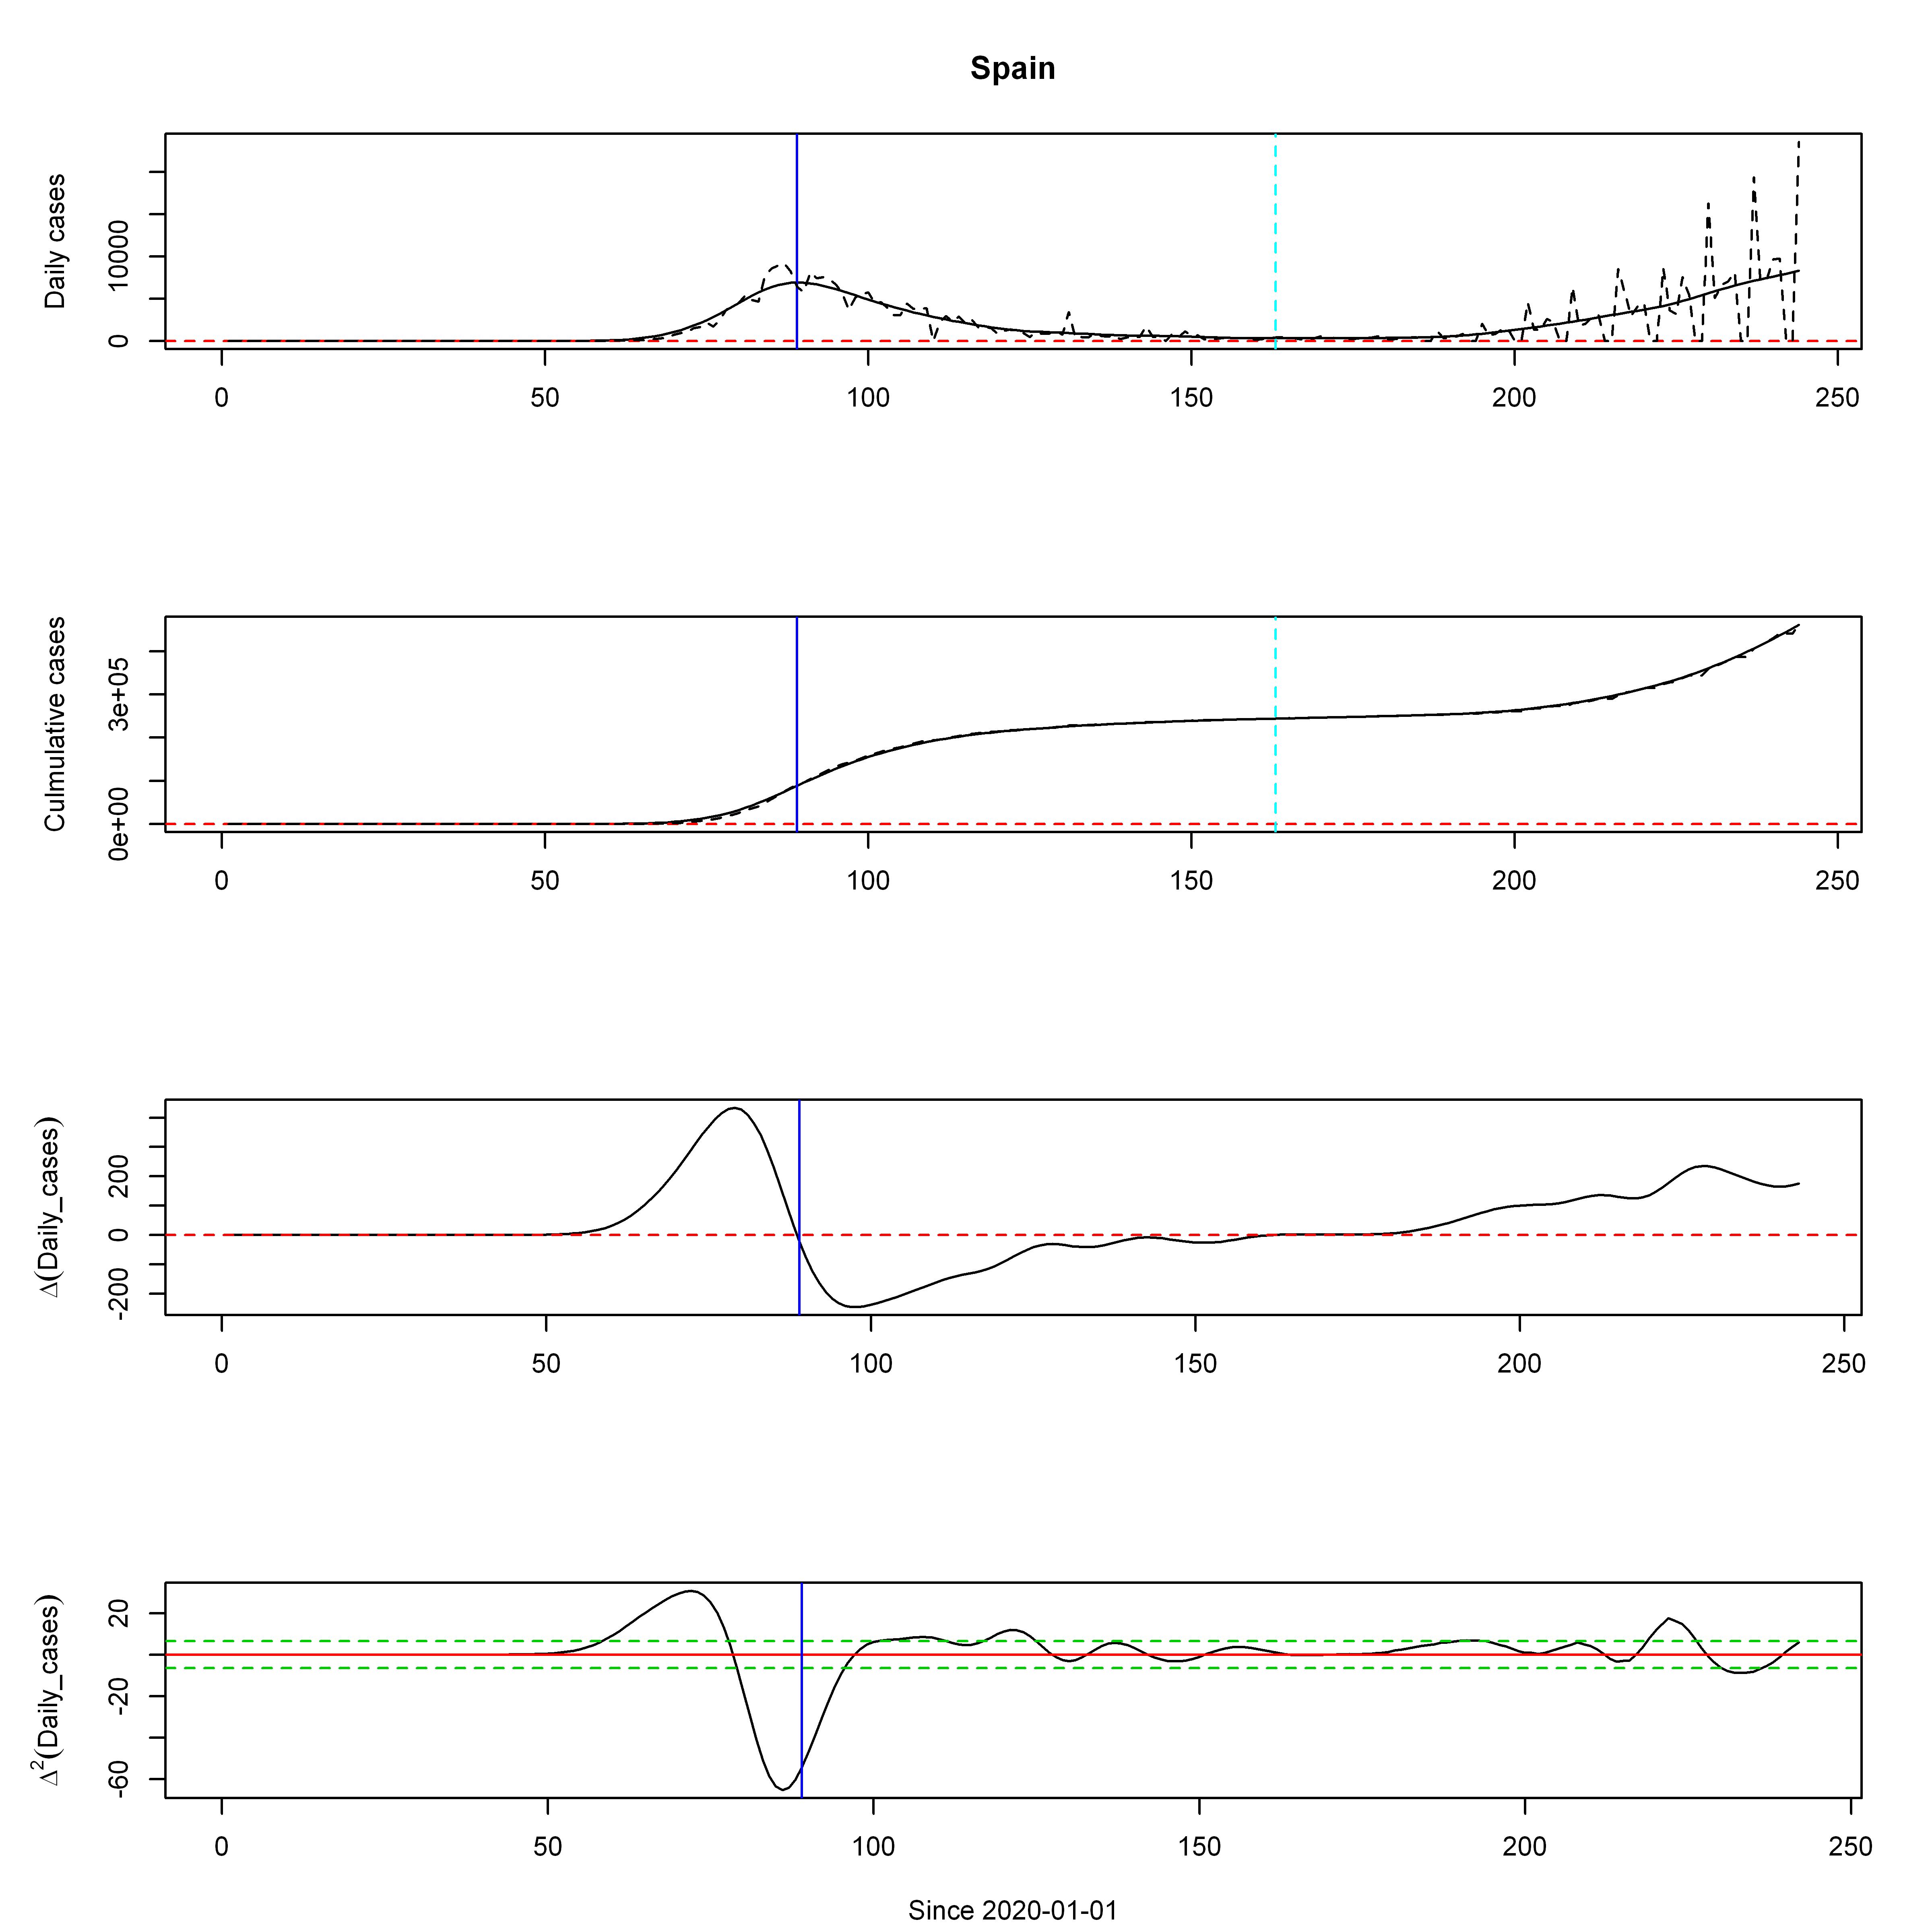 Spain
Daily cases
0 10000
0 50 100 150 200 250
Culmulative cases
0e+00 3e+05
0 50 100 150 200 250
Δ(Daily_cases)
-200 0 200
0 50 100 150 200 250
Δ²(Daily_cases)
-60 -20 20
0 50 100 150 200 250
Since 2020-01-01